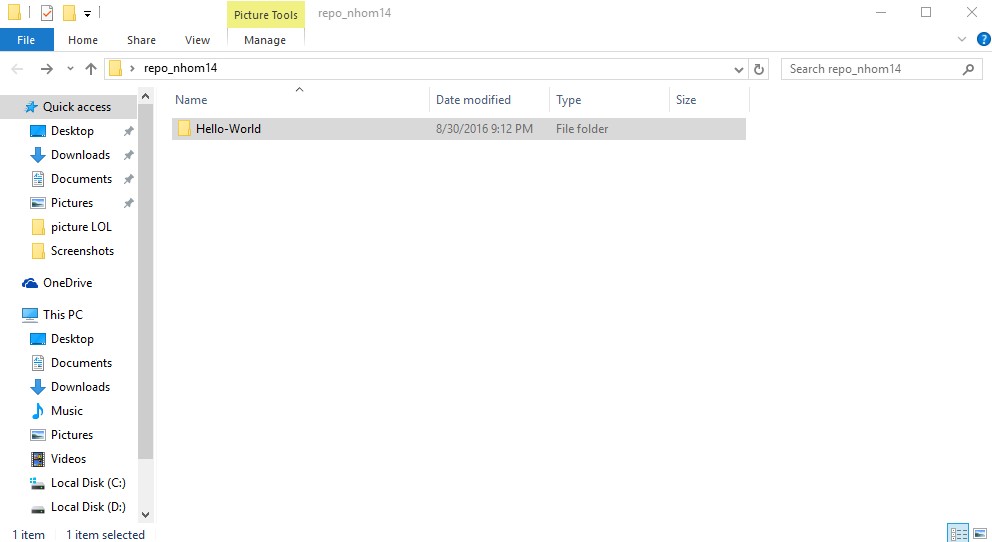 Picture Tools repo_nhom14
File Home Share View Manage
repo_nhom14 Search repo_nhom14
Name Date modified Type Size
Hello-World 8/30/2016 9:12 PM File folder
Quick access
Desktop
Downloads
Documents
Pictures
picture LOL
Screenshots
OneDrive
This PC
Desktop
Documents
Downloads
Music
Pictures
Videos
Local Disk (C:)
Local Disk (D:)
1 item 1 item selected